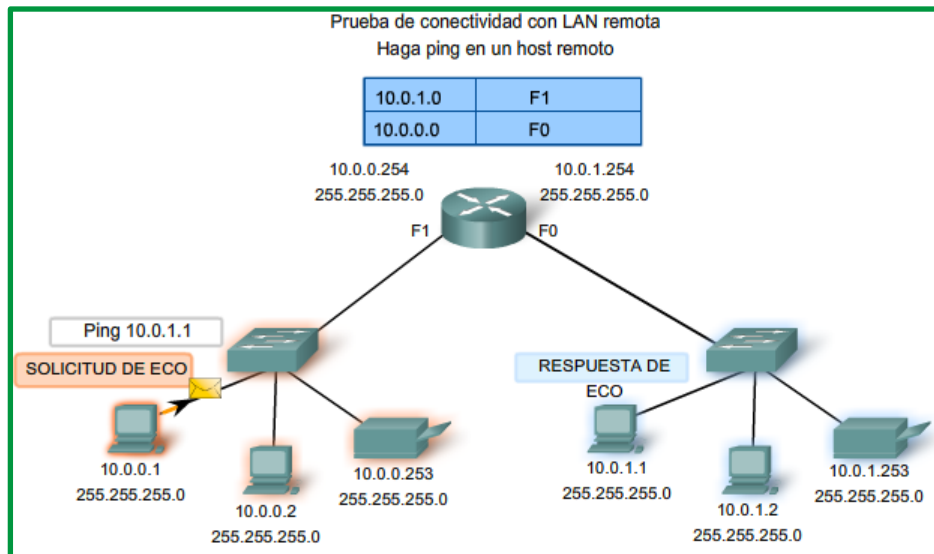 Prueba de conectividad con LAN remota
Haga ping en un host remoto
10.0.1.0 F1
10.0.0.0 F0
10.0.0.254
255.255.255.0
10.0.1.254
255.255.255.0
F1
F0
Ping 10.0.1.1
SOLICITUD DE ECO
RESPUESTA DE
ECO
10.0.0.1
255.255.255.0
10.0.0.2
255.255.255.0
10.0.0.253
255.255.255.0
10.0.1.1
255.255.255.0
10.0.1.2
255.255.255.0
10.0.1.253
255.255.255.0